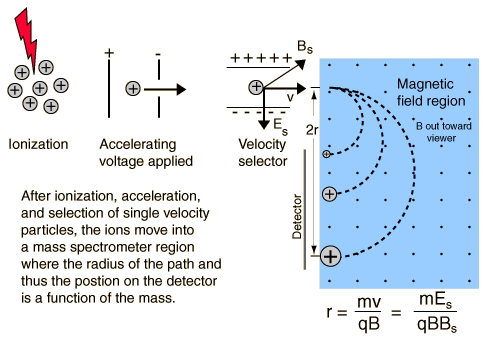 Ionization
+ -
Accelerating
voltage applied
+ + + + +
Bs
v
- - - - -
Es
Velocity
selector
2r
Magnetic
field region
B out toward
viewer
Detector
After ionization, acceleration,
and selection of single velocity
particles, the ions move into
a mass spectrometer region
where the radius of the path and
thus the postion on the detector
is a function of the mass.
r = mv/qB = mEs/qBBs